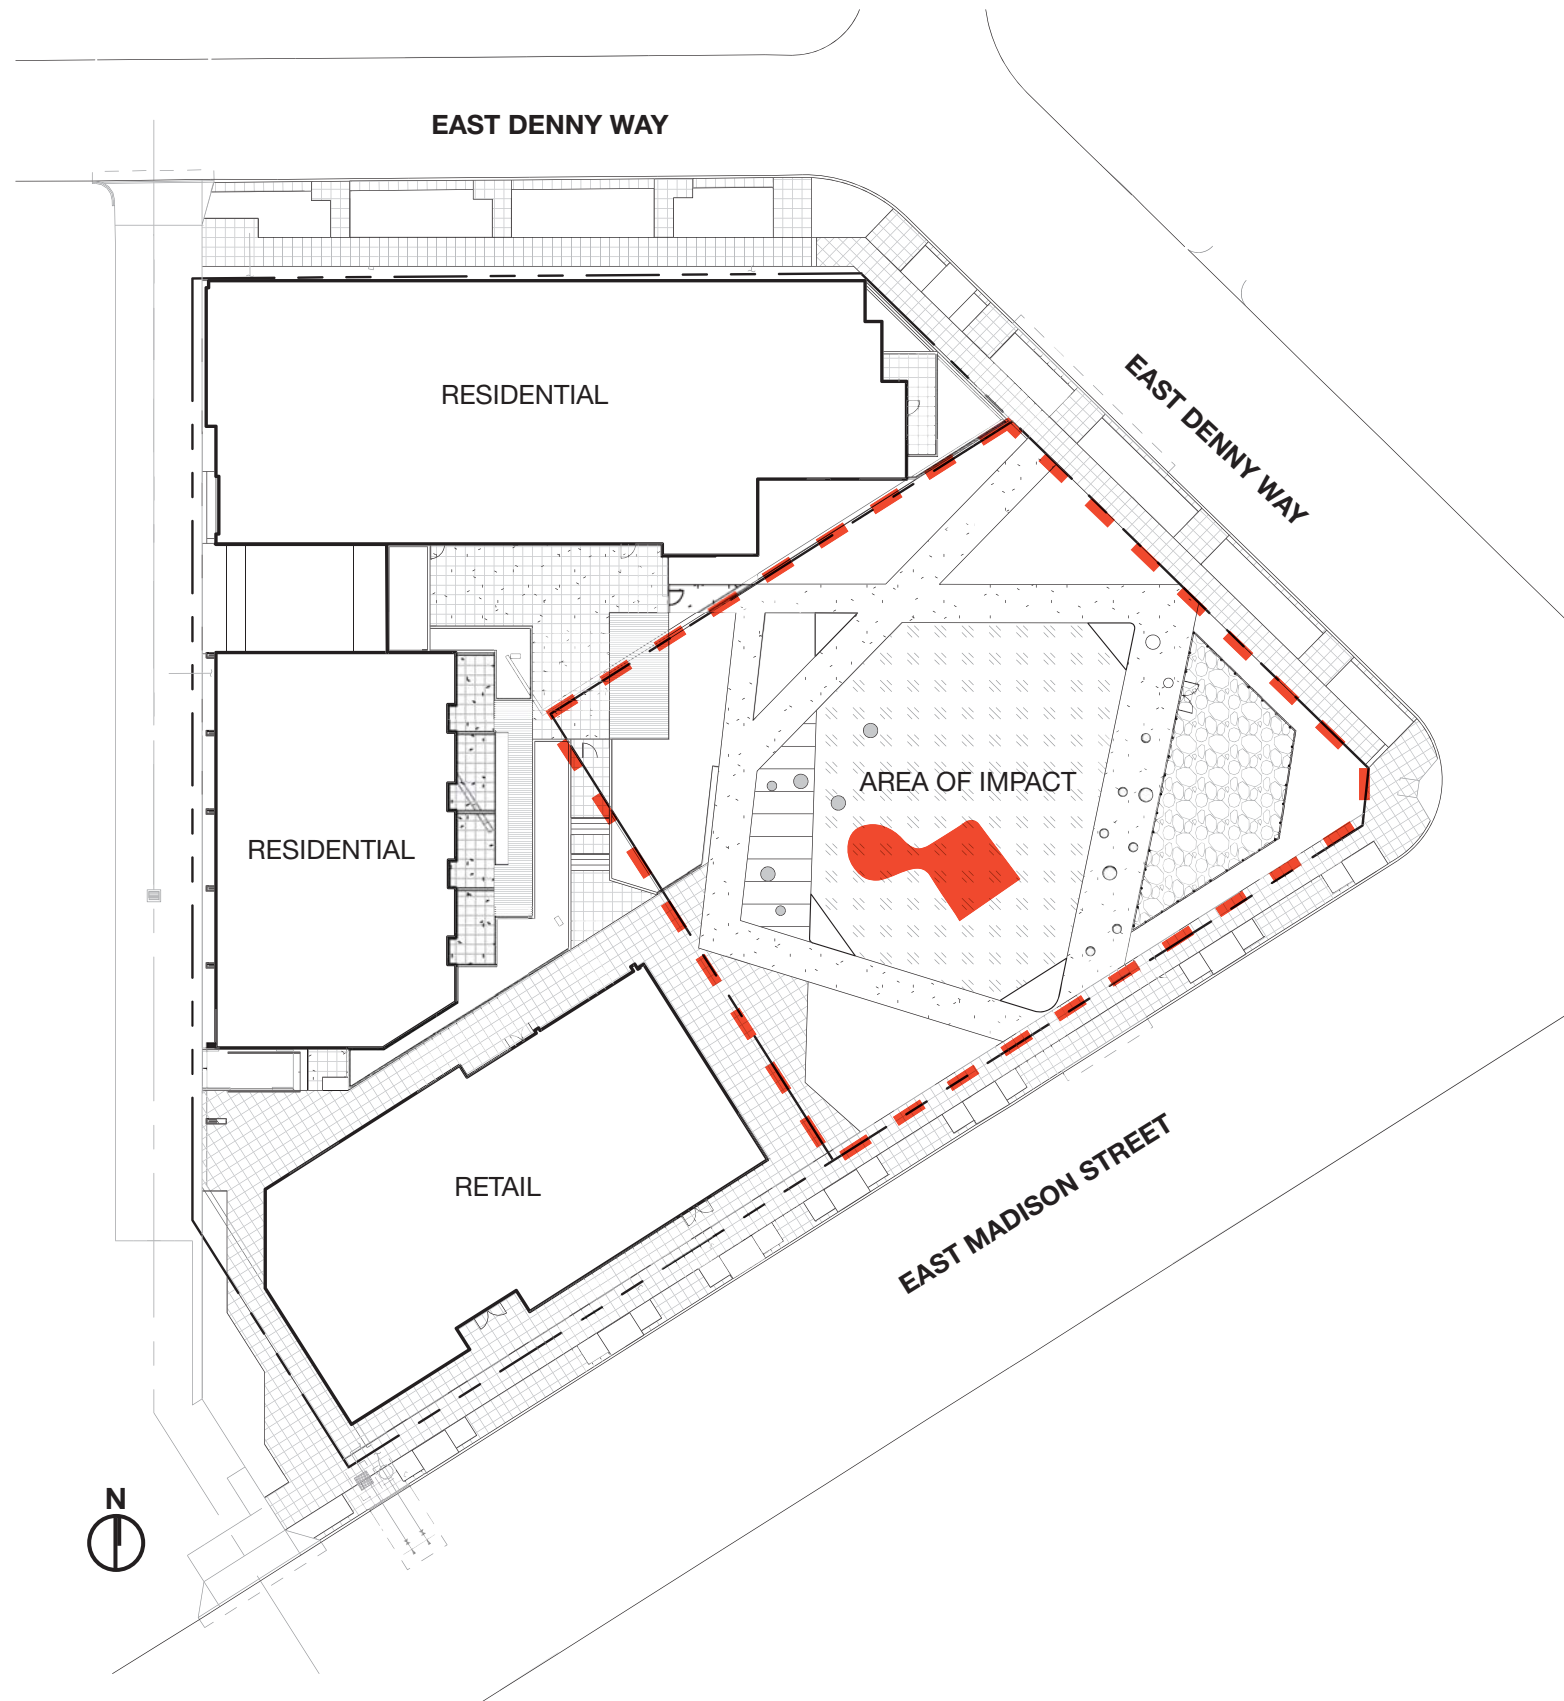 EAST DENNY WAY
EAST DENNY WAY
RESIDENTIAL
AREA OF IMPACT
RESIDENTIAL
RETAIL
EAST MADISON STREET
N